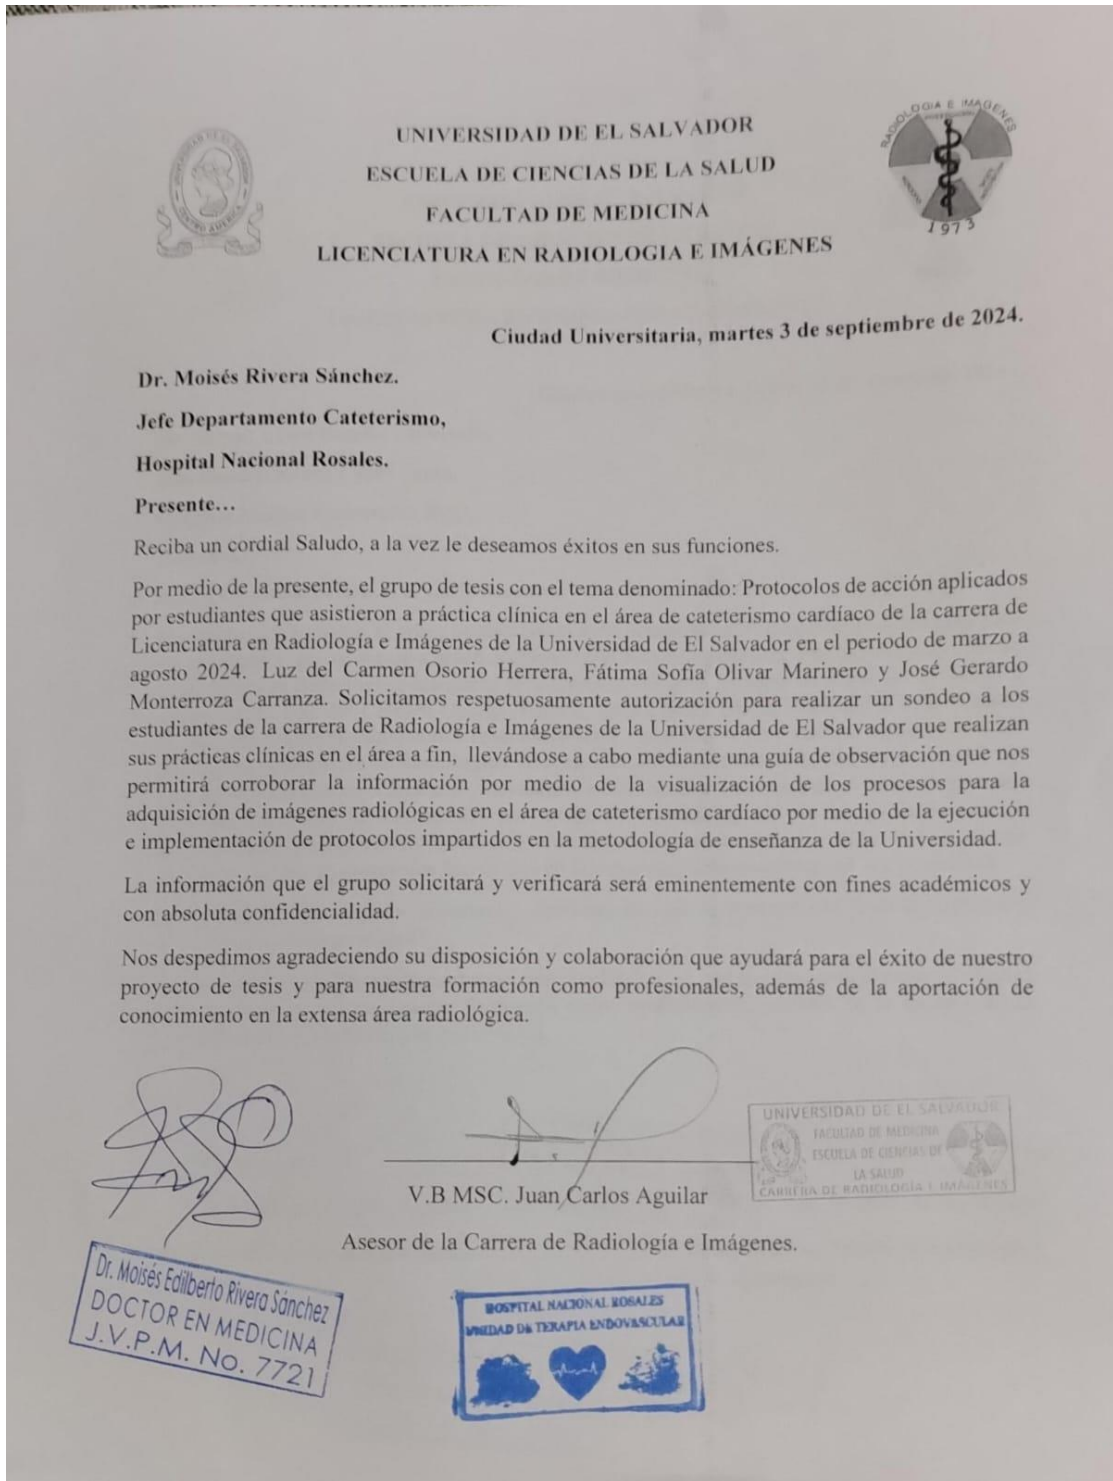 UNIVERSIDAD DE EL SALVADOR
ESCUELA DE CIENCIAS DE LA SALUD
FACULTAD DE MEDICINA
LICENCIATURA EN RADIOLOGIA E IMÁGENES
RADIOLOGIA E IMAGENES
1973
CENTRO AMERICA
Ciudad Universitaria, martes 3 de septiembre de 2024.
Dr. Moisés Rivera Sánchez.
Jefe Departamento Cateterismo,
Hospital Nacional Rosales.
Presente...
Reciba un cordial Saludo, a la vez le deseamos éxitos en sus funciones.
Por medio de la presente, el grupo de tesis con el tema denominado: Protocolos de acción aplicados
por estudiantes que asistieron a práctica clínica en el área de cateterismo cardíaco de la carrera de
Licenciatura en Radiología e Imágenes de la Universidad de El Salvador en el periodo de marzo a
agosto 2024. Luz del Carmen Osorio Herrera, Fátima Sofía Olivar Marinero y José Gerardo
Monterroza Carranza. Solicitamos respetuosamente autorización para realizar un sondeo a los
estudiantes de la carrera de Radiología e Imágenes de la Universidad de El Salvador que realizan
sus prácticas clínicas en el área a fin, llevándose a cabo mediante una guía de observación que nos
permitirá corroborar la información por medio de la visualización de los procesos para la
adquisición de imágenes radiológicas en el área de cateterismo cardíaco por medio de la ejecución
e implementación de protocolos impartidos en la metodología de enseñanza de la Universidad.
La información que el grupo solicitará y verificará será eminentemente con fines académicos y
con absoluta confidencialidad.
Nos despedimos agradeciendo su disposición y colaboración que ayudará para el éxito de nuestro
proyecto de tesis y para nuestra formación como profesionales, además de la aportación de
conocimiento en la extensa área radiológica.
UNIVERSIDAD DE EL SALVADOR
FACULTAD DE MEDICINA
ESCUELA DE CIENCIAS DE
LA SALUD
CARRERA DE RADIOLOGÍA E IMÁGENES
V.B MSC. Juan Carlos Aguilar
Asesor de la Carrera de Radiología e Imágenes.
Dr. Moisés Edilberto Rivera Sánchez
DOCTOR EN MEDICINA
J.V.P.M. No. 7721
HOSPITAL NACIONAL ROSALES
UNIDAD DE TERAPIA ENDOVASCULAR